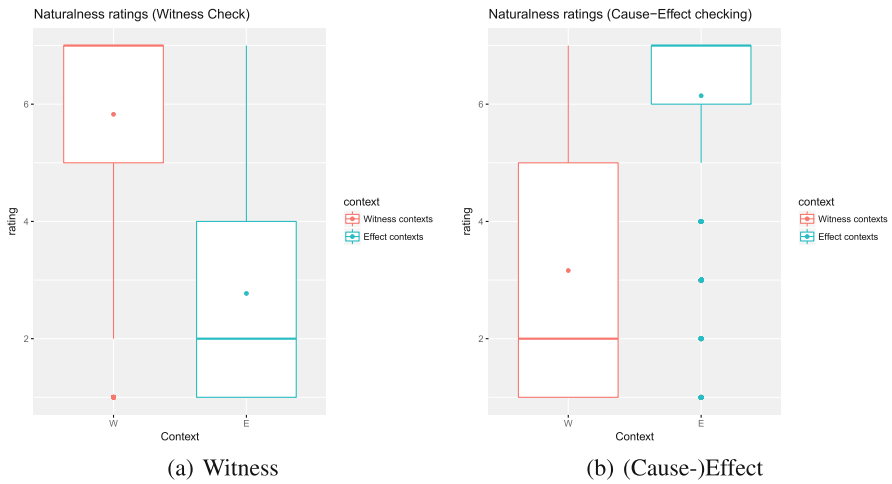 Naturalness ratings (Witness Check)
rating
6
4
2
W
E
Context
context
Witness contexts
Effect contexts
(a) Witness
Naturalness ratings (Cause−Effect checking)
rating
6
4
2
W
E
Context
context
Witness contexts
Effect contexts
(b) (Cause-)Effect